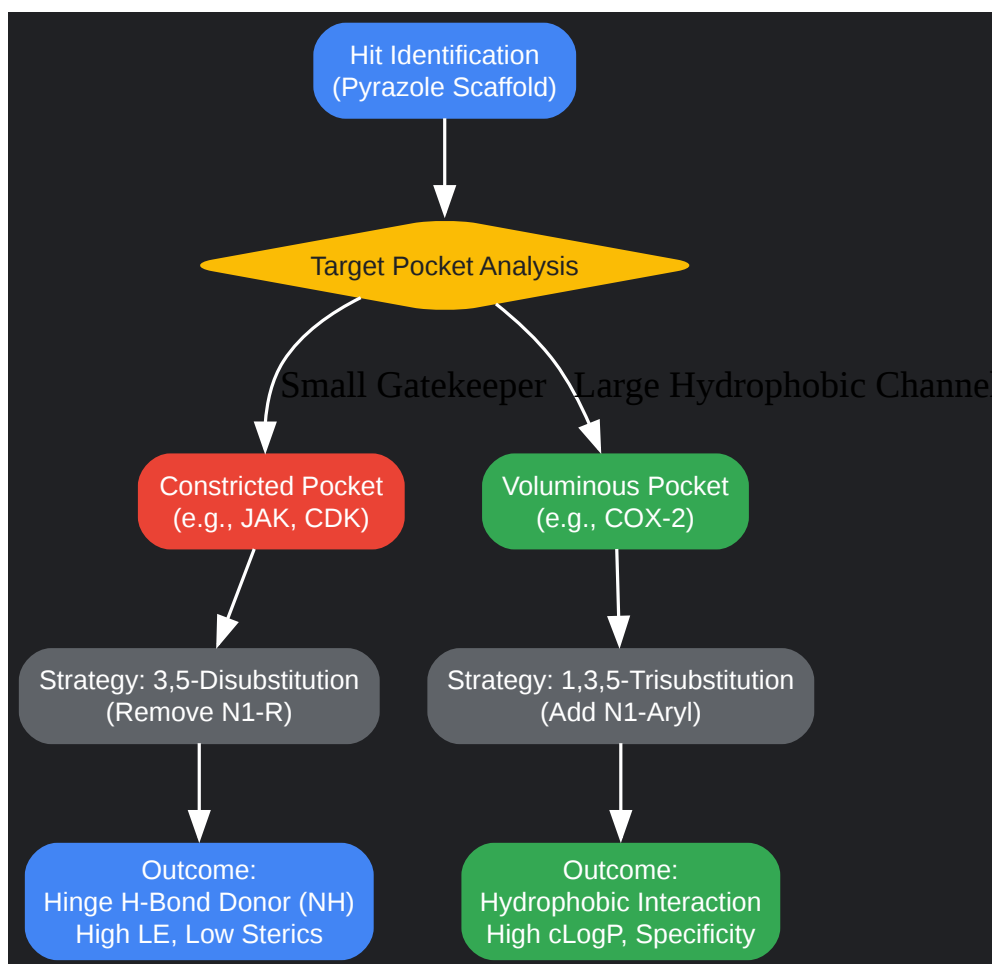 Hit Identification
(Pyrazole Scaffold)
Target Pocket Analysis
Small Gatekeeper
Large Hydrophobic Channel
Constricted Pocket
(e.g., JAK, CDK)
Voluminous Pocket
(e.g., COX-2)
Strategy: 3,5-Disubstitution
(Remove N1-R)
Strategy: 1,3,5-Trisubstitution
(Add N1-Aryl)
Outcome:
Hinge H-Bond Donor (NH)
High LE, Low Sterics
Outcome:
Hydrophobic Interaction
High cLogP, Specificity